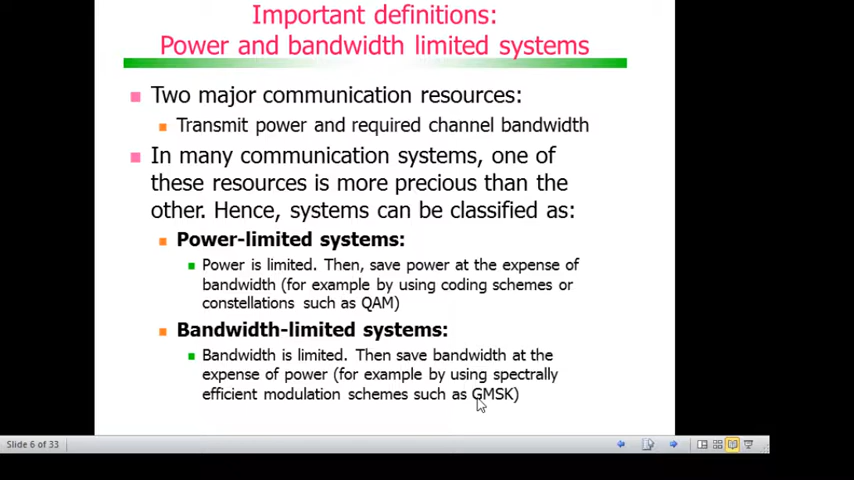 Important definitions:
Power and bandwidth limited systems
Two major communication resources:
Transmit power and required channel bandwidth
In many communication systems, one of
these resources is more precious than the
other. Hence, systems can be classified as:
Power-limited systems:
Power is limited. Then, save power at the expense of
bandwidth (for example by using coding schemes or
constellations such as QAM)
Bandwidth-limited systems:
Bandwidth is limited. Then save bandwidth at the
expense of power (for example by using spectrally
efficient modulation schemes such as GMSK)
Slide 6 of 33